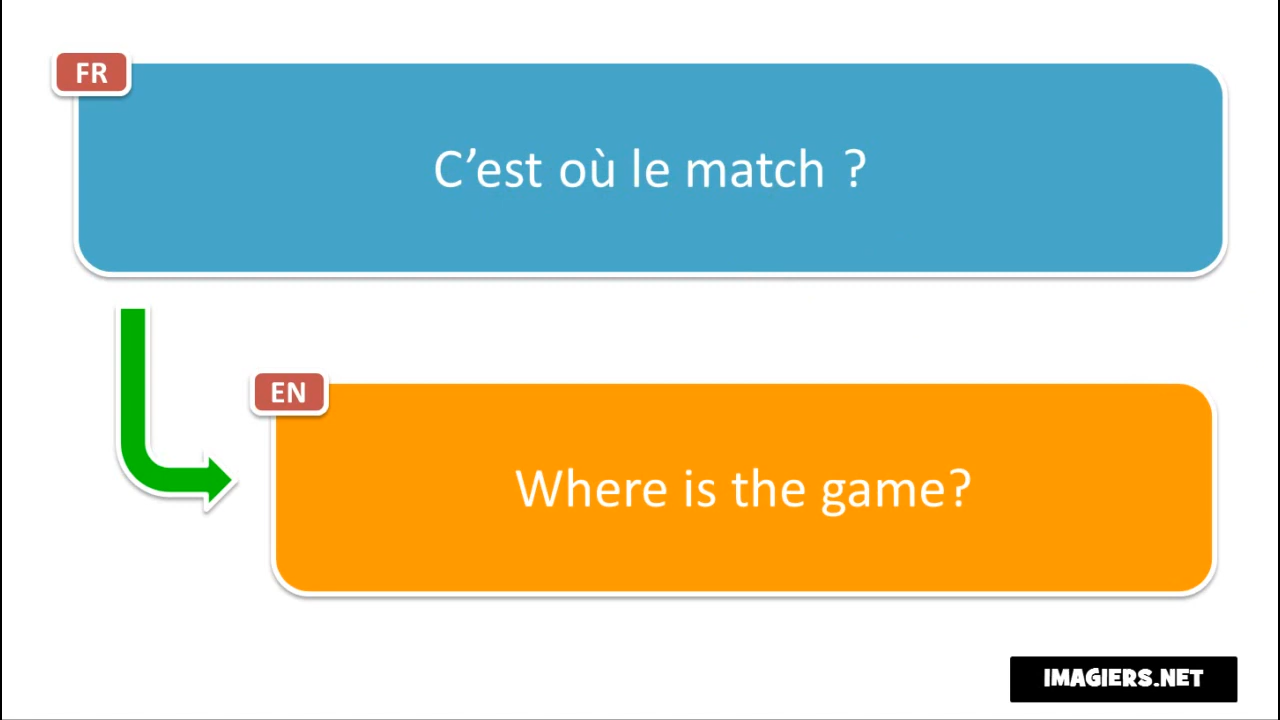 FR
C’est où le match ?
EN
Where is the game?
IMAGIERS.NET